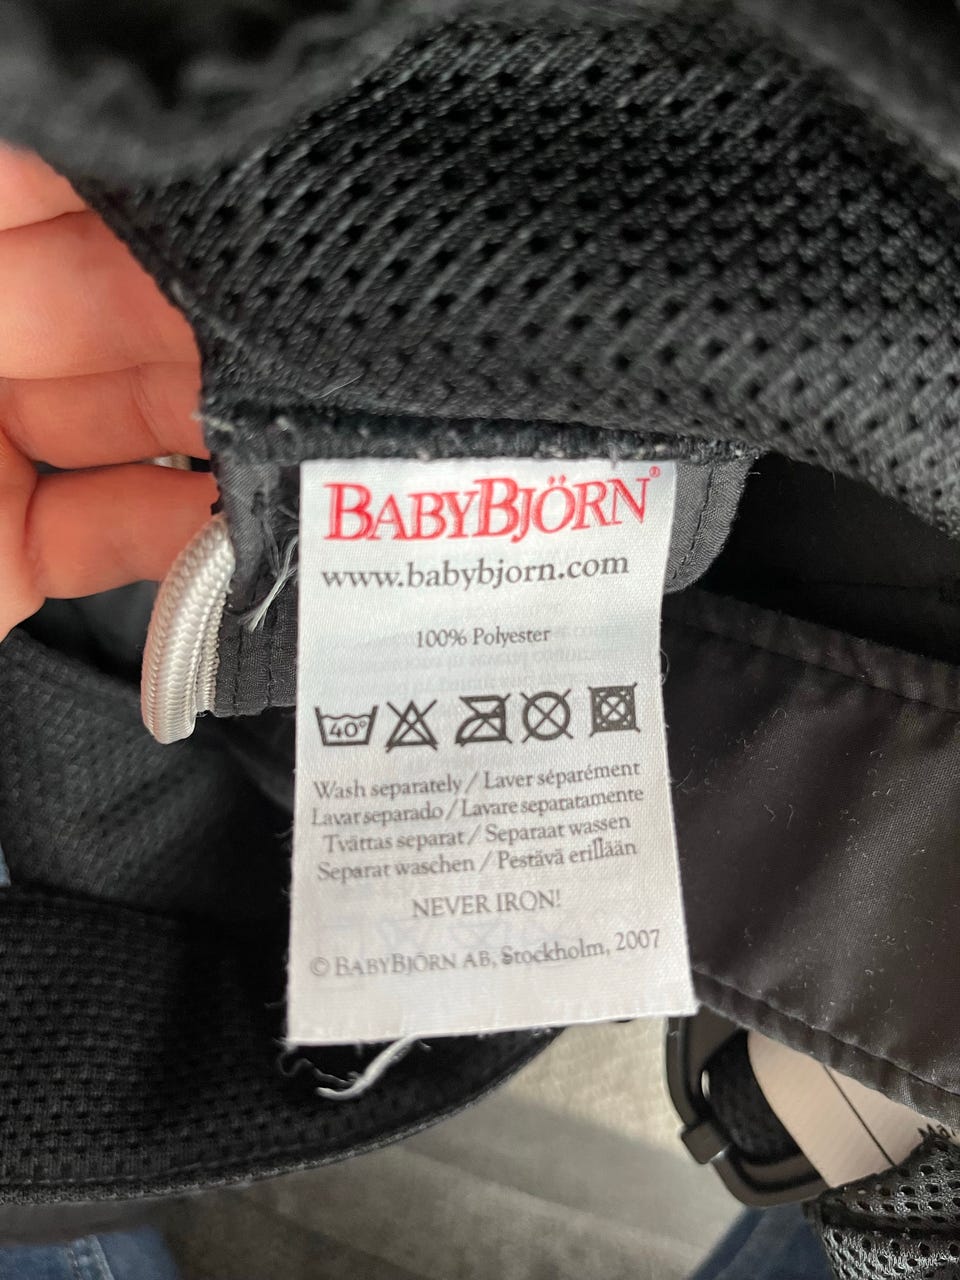 BABYBJÖRN®
www.babybjorn.com
100% Polyester
40°
Wash separately / Laver séparément
Lavar separado / Lavare separatamente
Tvättas separat / Separaat wassen
Separat waschen / Pestävä erillään
NEVER IRON!
© BABYBJÖRN AB, Stockholm, 2007